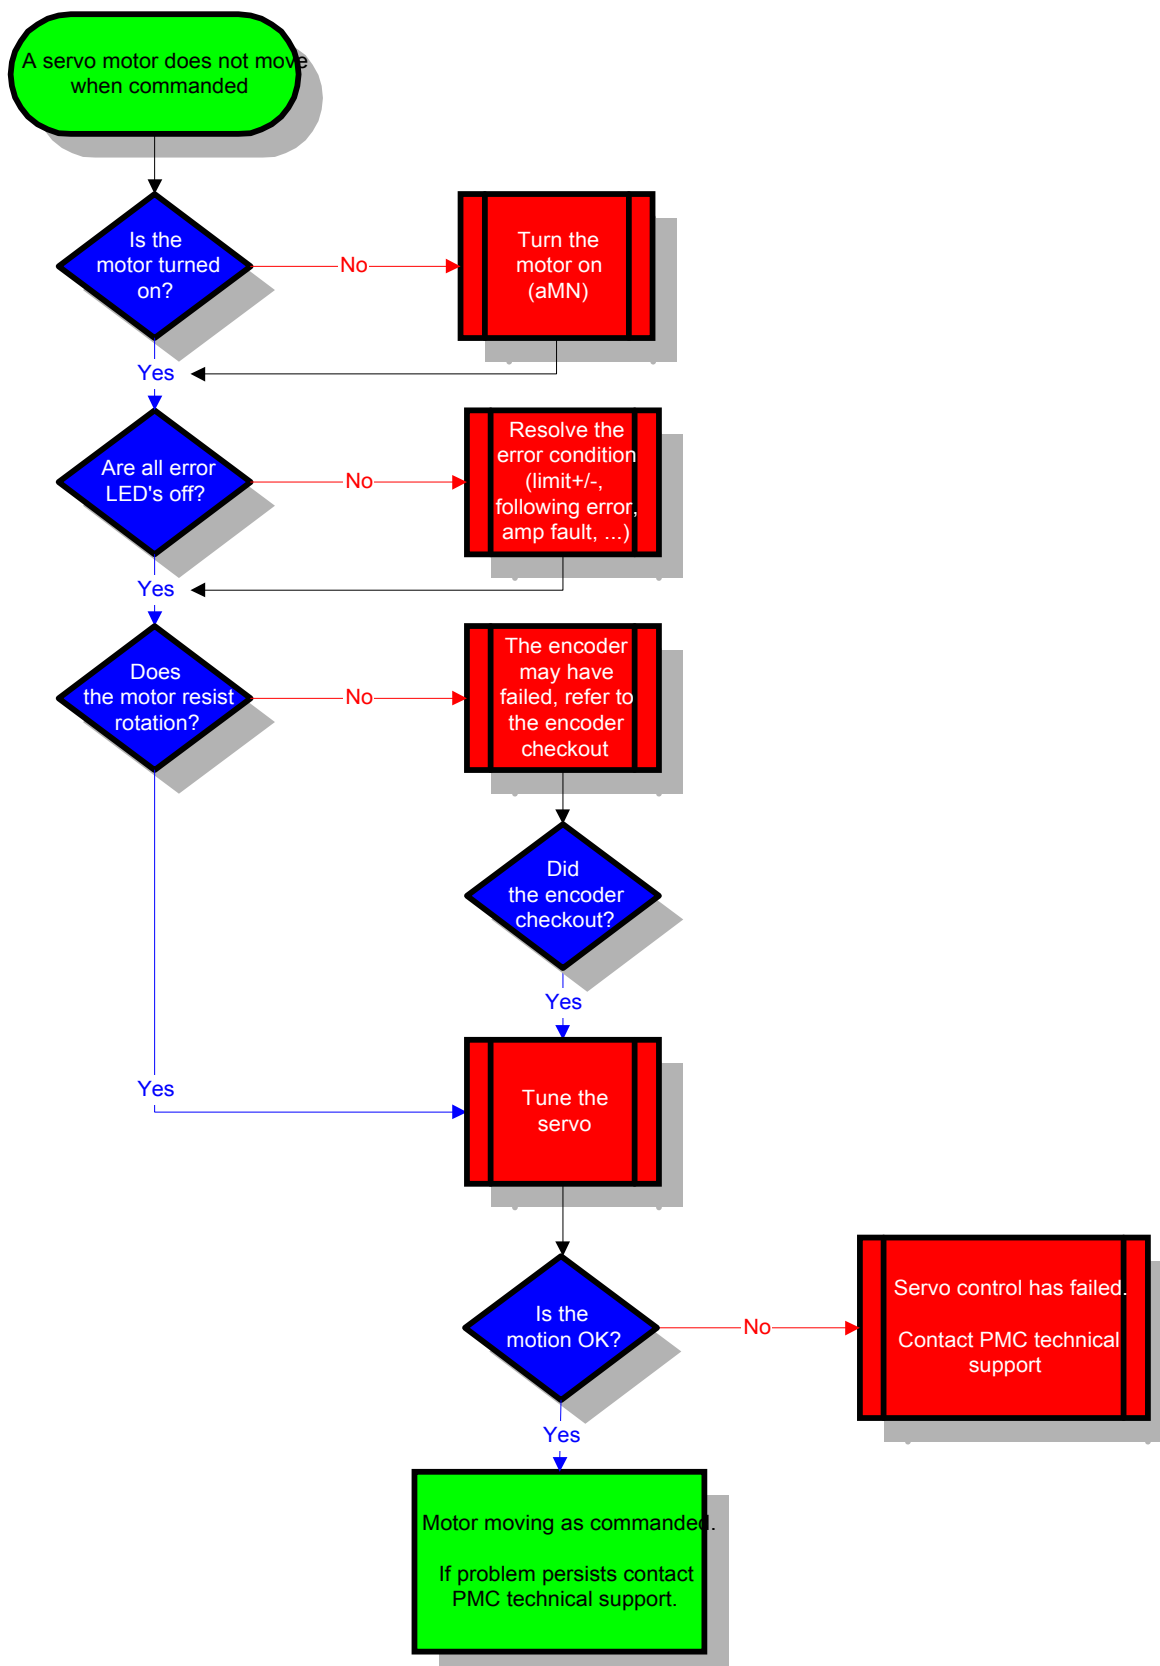 A servo motor does not move
when commanded
Is the
motor turned
on?
No
Turn the
motor on
(aMN)
Yes
Are all error
LED's off?
No
Resolve the
error condition
(limit+/-,
following error,
amp fault, ...)
Yes
Does
the motor resist
rotation?
No
The encoder
may have
failed, refer to
the encoder
checkout
Did
the encoder
checkout?
Yes
Yes
Tune the
servo
Is the
motion OK?
No
Servo control has failed.
Contact PMC technical
support
Yes
Motor moving as commanded.
If problem persists contact
PMC technical support.